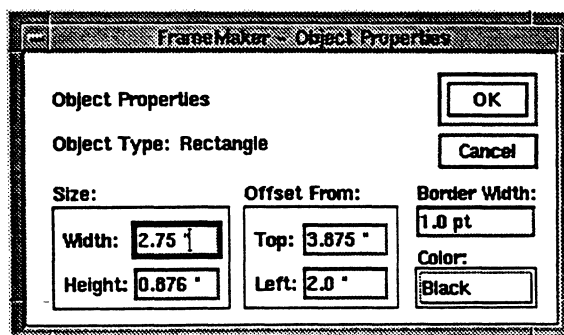 FrameMaker - Object Properties
Object Properties
OK
Object Type: Rectangle
Cancel
Size:
Offset From:
Border Width:
Width: 2.75 "
Top: 3.875 "
1.0 pt
Height: 0.876 "
Left: 2.0 "
Color:
Black